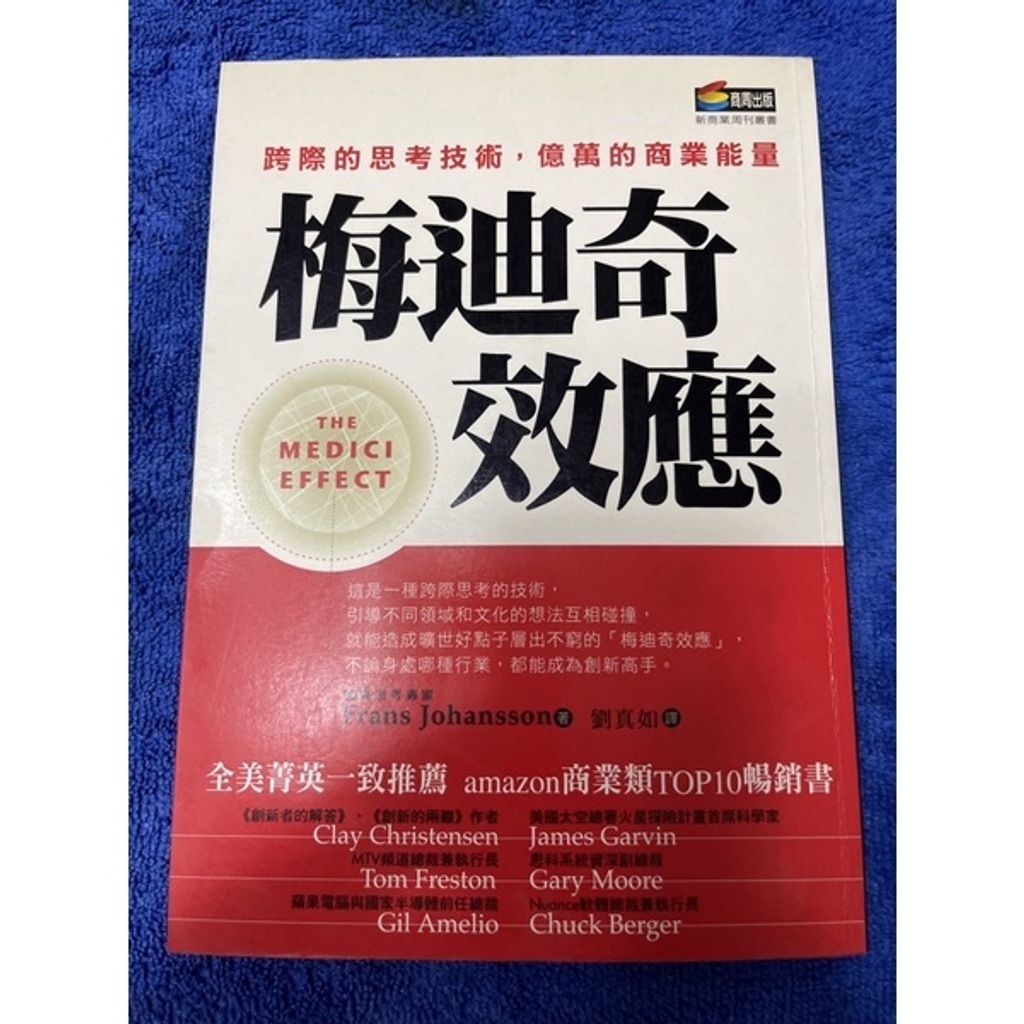 商周出版
新商業周刊叢書
跨際的思考技術，億萬的商業能量
梅迪奇
效應
THE
MEDICI
EFFECT
這是一種跨際思考的技術，
引導不同領域和文化的想法互相碰撞，
就能造成曠世好點子層出不窮的「梅迪奇效應」，
不論身處哪種行業，都能成為創新高手。
思考專家
Frans Johansson 著 劉真如 譯
全美菁英一致推薦 amazon商業類TOP10暢銷書
《創新者的解答》、《創新的兩難》作者
Clay Christensen
美國太空總署火星探險計畫首席科學家
James Garvin
MTV頻道總裁兼執行長
Tom Freston
思科系統資深副總裁
Gary Moore
蘋果電腦與國家半導體前任總裁
Gil Amelio
Nuance軟體總裁兼執行長
Chuck Berger